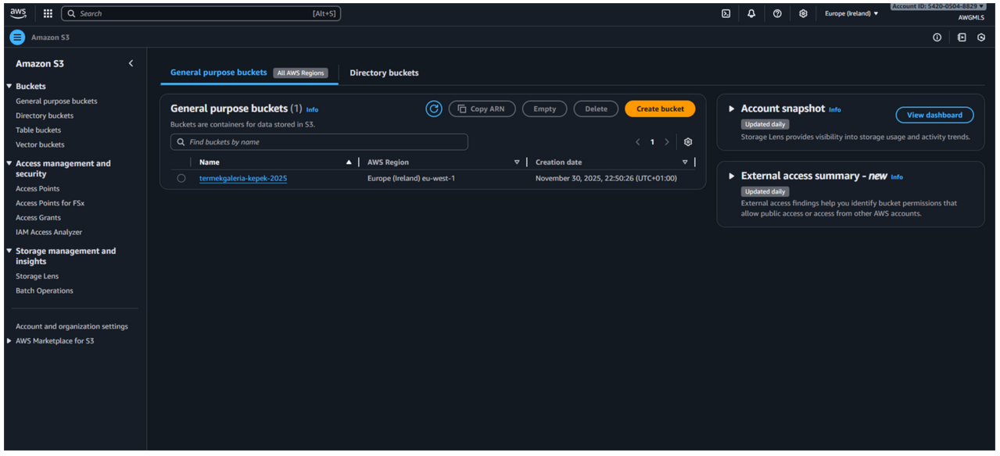 aws
Search [Alt+S]
Europe (Ireland) ▼
Account ID: 5420-0504-8829 ▼
AWGMLS
Amazon S3
Amazon S3
Buckets
General purpose buckets
Directory buckets
Table buckets
Vector buckets
Access management and
security
Access Points
Access Points for FSx
Access Grants
IAM Access Analyzer
Storage management and
insights
Storage Lens
Batch Operations
Account and organization settings
AWS Marketplace for S3
General purpose buckets All AWS Regions
Directory buckets
General purpose buckets (1) Info
Copy ARN
Empty
Delete
Create bucket
Buckets are containers for data stored in S3.
Find buckets by name
1
Name AWS Region Creation date
termekgaleria-kepek-2025 Europe (Ireland) eu-west-1 November 30, 2025, 22:50:26 (UTC+01:00)
Account snapshot Info
View dashboard
Updated daily
Storage Lens provides visibility into storage usage and activity trends.
External access summary - new Info
Updated daily
External access findings help you identify bucket permissions that
allow public access or access from other AWS accounts.